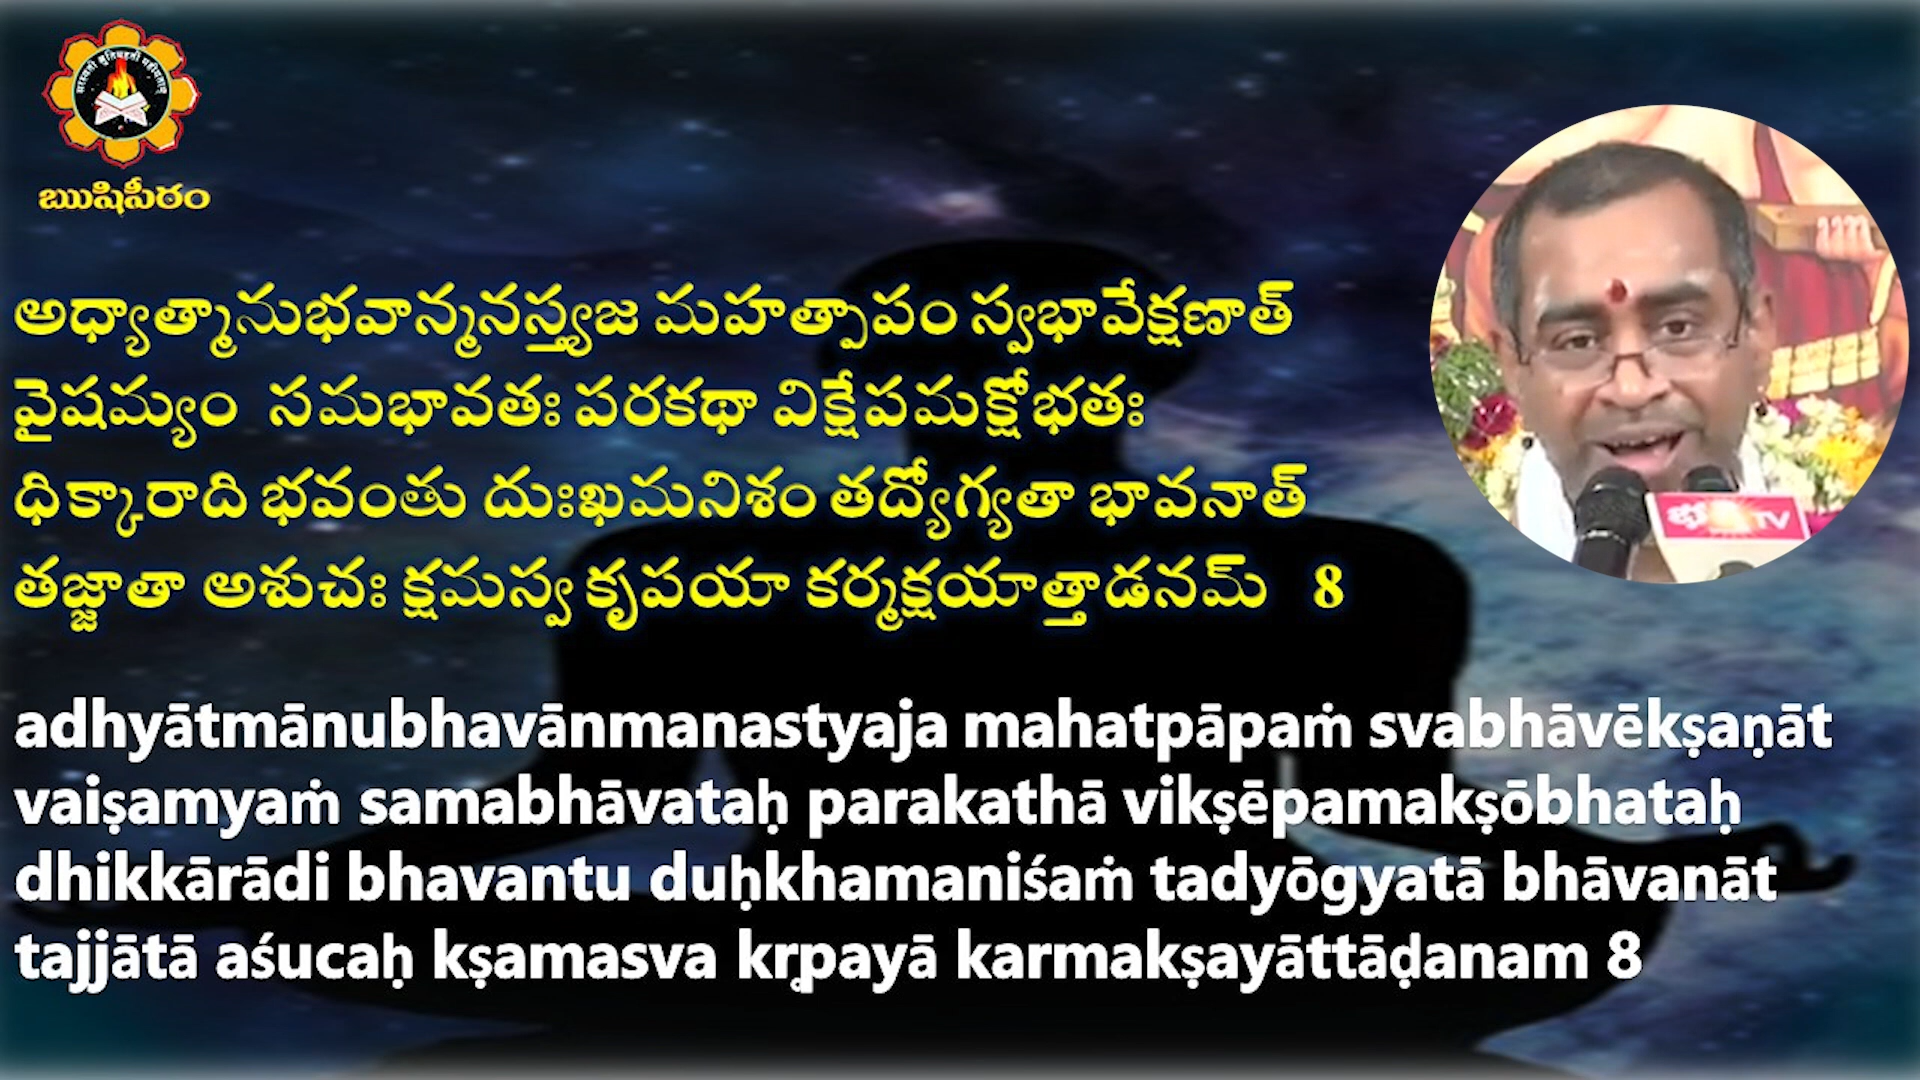 ఋషిపీఠం
అధ్యాత్మానుభవాన్మనస్త్యజ మహత్పాపం స్వభావేక్షణాత్
వైషమ్యం సమభావతః పరకథా విక్షేపమక్షోభతః
ధిక్కారాది భవంతు దుఃఖమనిశం తద్యోగ్యతా భావనాత్
తజ్జాతా అశుచః క్షమస్వ కృపయా కర్మక్షయాత్తాడనమ్ 8
adhyātmānubhavānmanastyaja mahatpāpaṁ svabhāvēkṣaṇāt
vaiṣamyaṁ samabhāvataḥ parakathā vikṣēpamakṣōbhataḥ
dhikkārādi bhavantu duḥkhamaniśaṁ tadyōgyatā bhāvanāt
tajjātā aśucaḥ kṣamasva kr̥payā karmakṣayāttāḍanam 8
TV